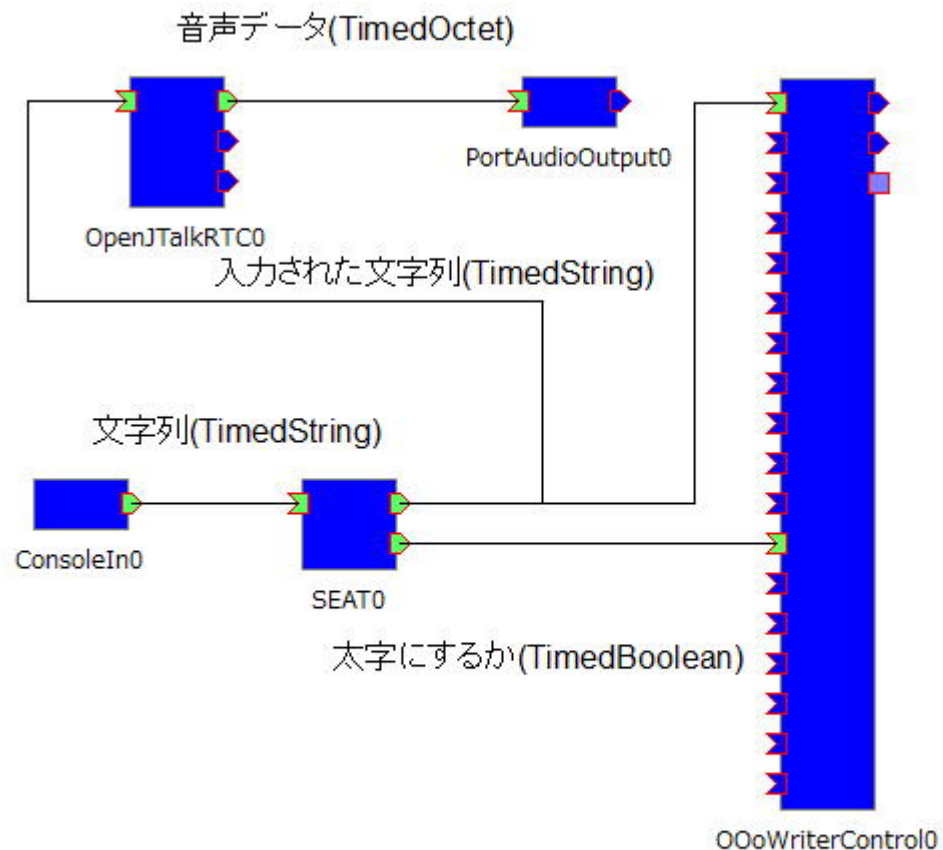 音声データ(TimedOctet)
PortAudioOutput0
OpenJTalkRTC0
入力された文字列(TimedString)
文字列(TimedString)
ConsoleIn0
SEAT0
太字にするか(TimedBoolean)
OOoWriterControl0